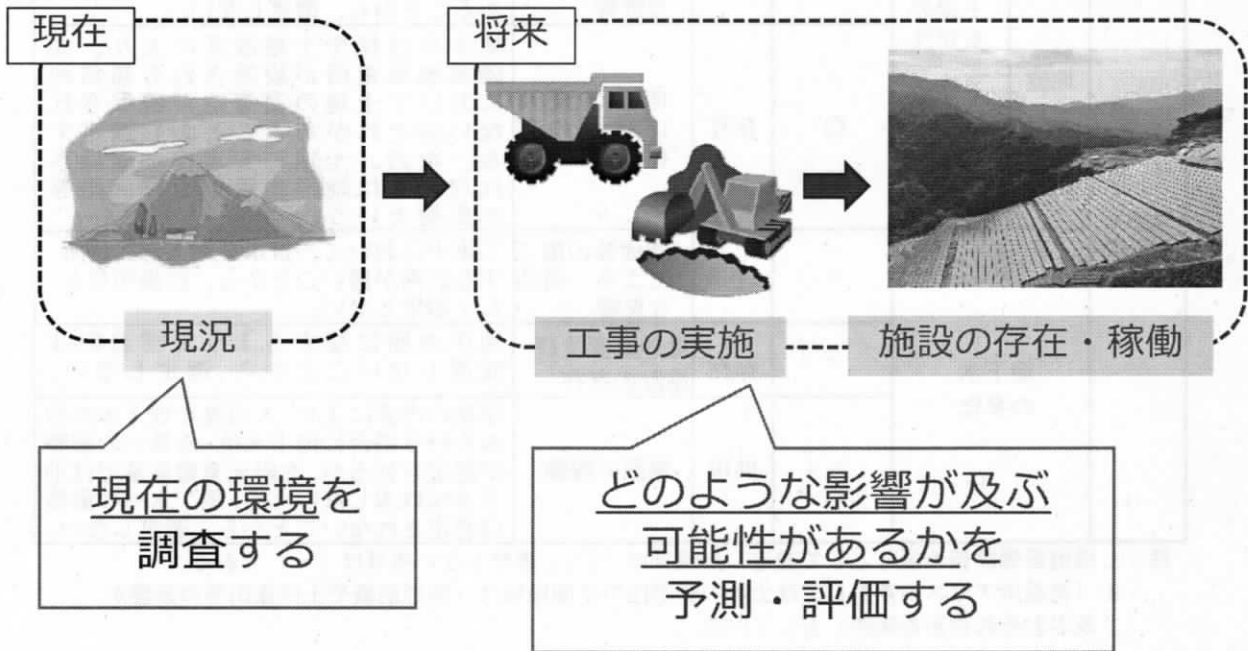 現在
将来
現況
工事の実施
施設の存在・稼働
現在の環境を
調査する
どのような影響が及ぶ
可能性があるかを
予測・評価する